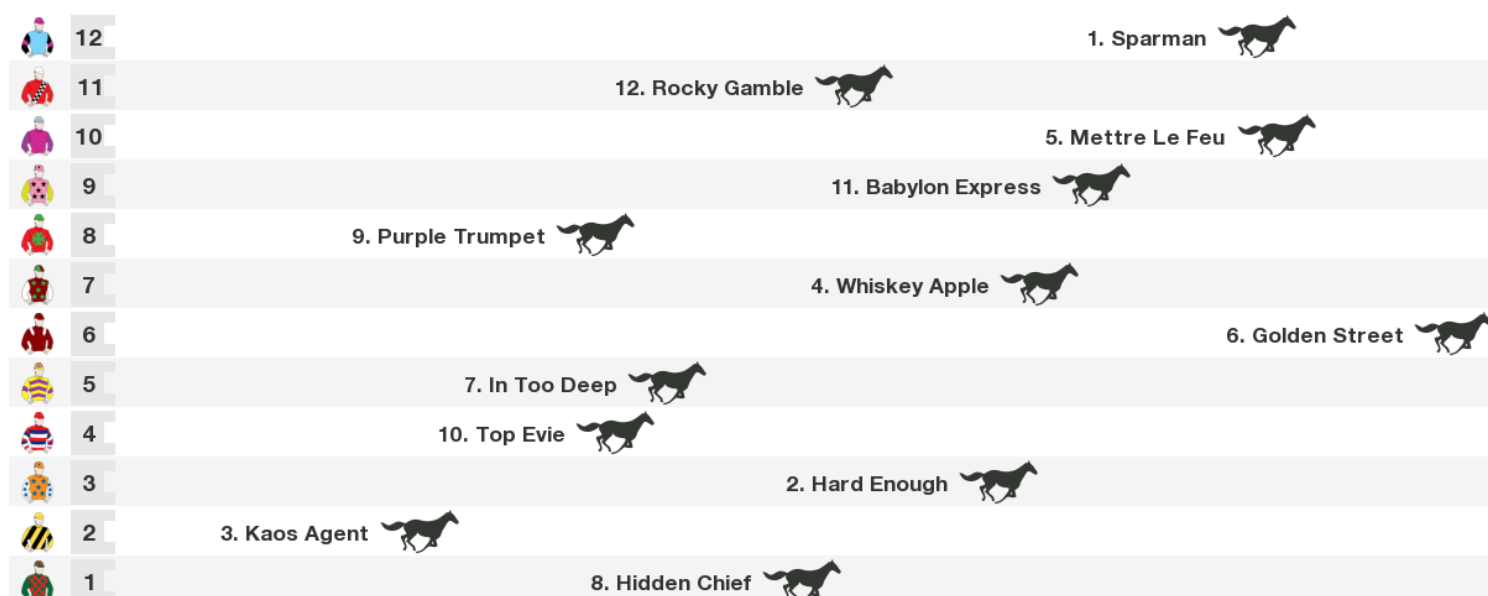 12 1. Sparman
11 12. Rocky Gamble
10 5. Mettre Le Feu
9 11. Babylon Express
8 9. Purple Trumpet
7 4. Whiskey Apple
6 6. Golden Street
5 7. In Too Deep
4 10. Top Evie
3 2. Hard Enough
2 3. Kaos Agent
1 8. Hidden Chief